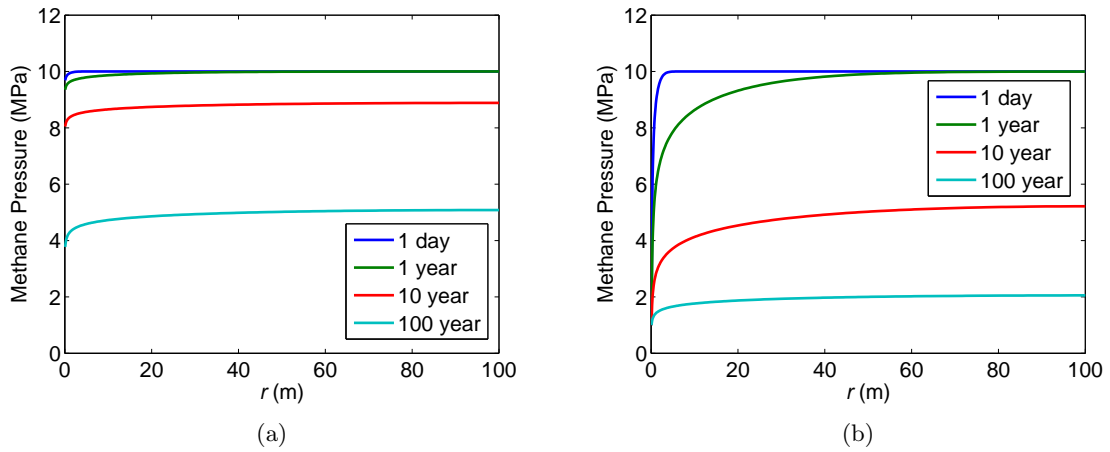 12
10
8
6
4
2
0
Methane Pressure (MPa)
0 20 40 60 80 100
r (m)
1 day
1 year
10 year
100 year
(a)
12
10
8
6
4
2
0
Methane Pressure (MPa)
0 20 40 60 80 100
r (m)
1 day
1 year
10 year
100 year
(b)